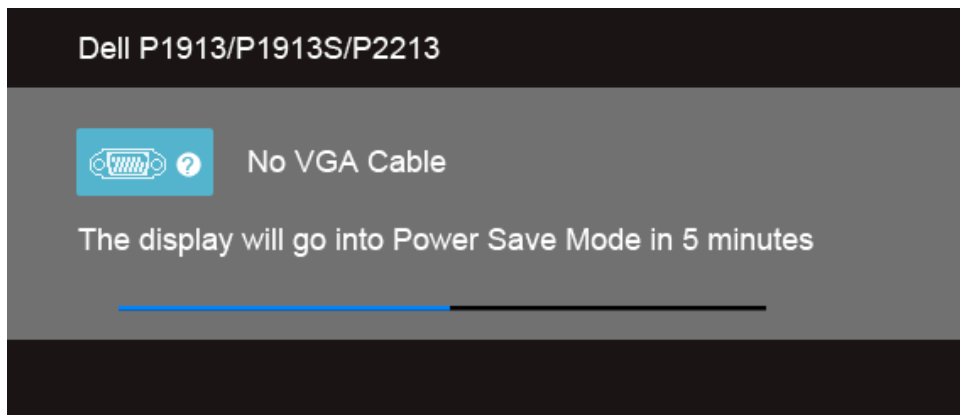 Dell P1913/P1913S/P2213
No VGA Cable
The display will go into Power Save Mode in 5 minutes